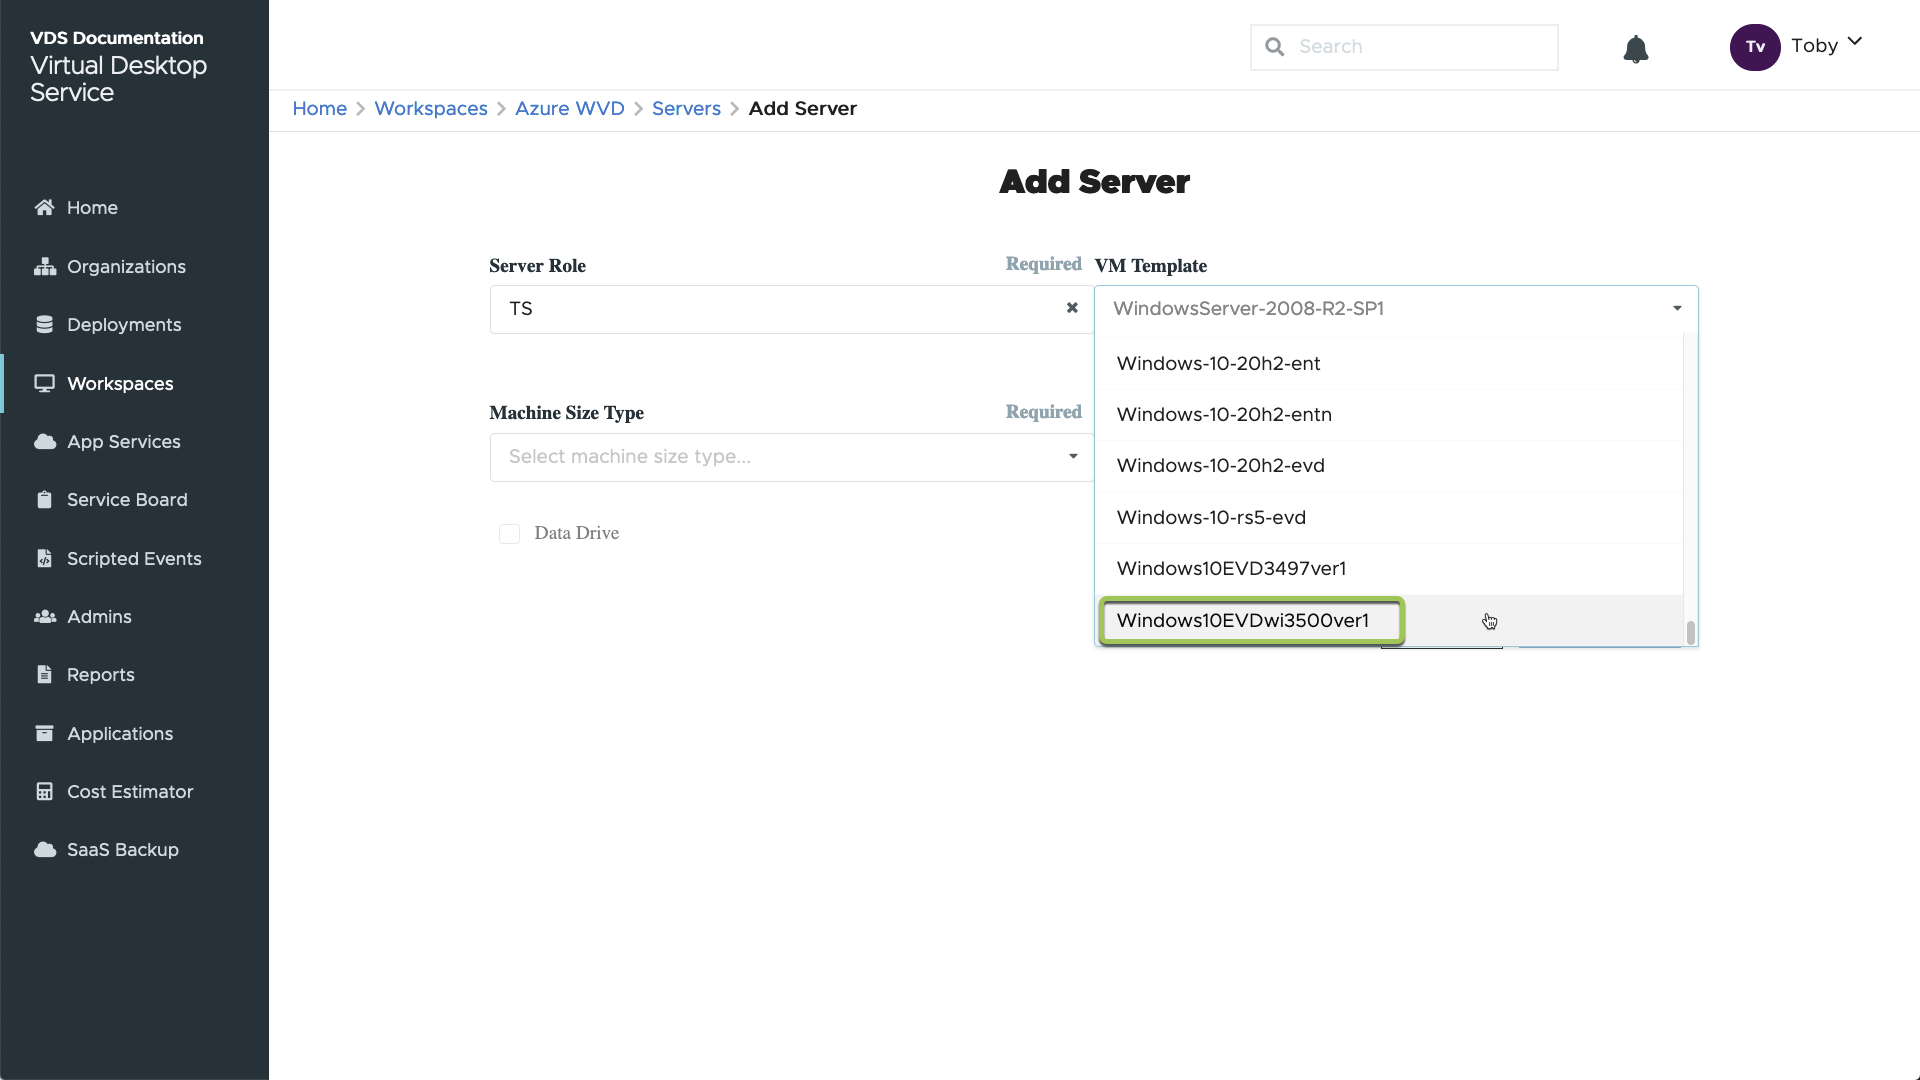 VDS Documentation
Virtual Desktop
Service
Search
Tv
Toby
Home
Workspaces
Azure WVD
Servers
Add Server
Home
Organizations
Deployments
Workspaces
App Services
Service Board
Scripted Events
Admins
Reports
Applications
Cost Estimator
SaaS Backup
Add Server
Server Role
Required
TS
Machine Size Type
Required
Select machine size type...
Data Drive
VM Template
WindowsServer-2008-R2-SP1
Windows-10-20h2-ent
Windows-10-20h2-entn
Windows-10-20h2-evd
Windows-10-rs5-evd
Windows10EVD3497ver1
Windows10EVDwi3500ver1